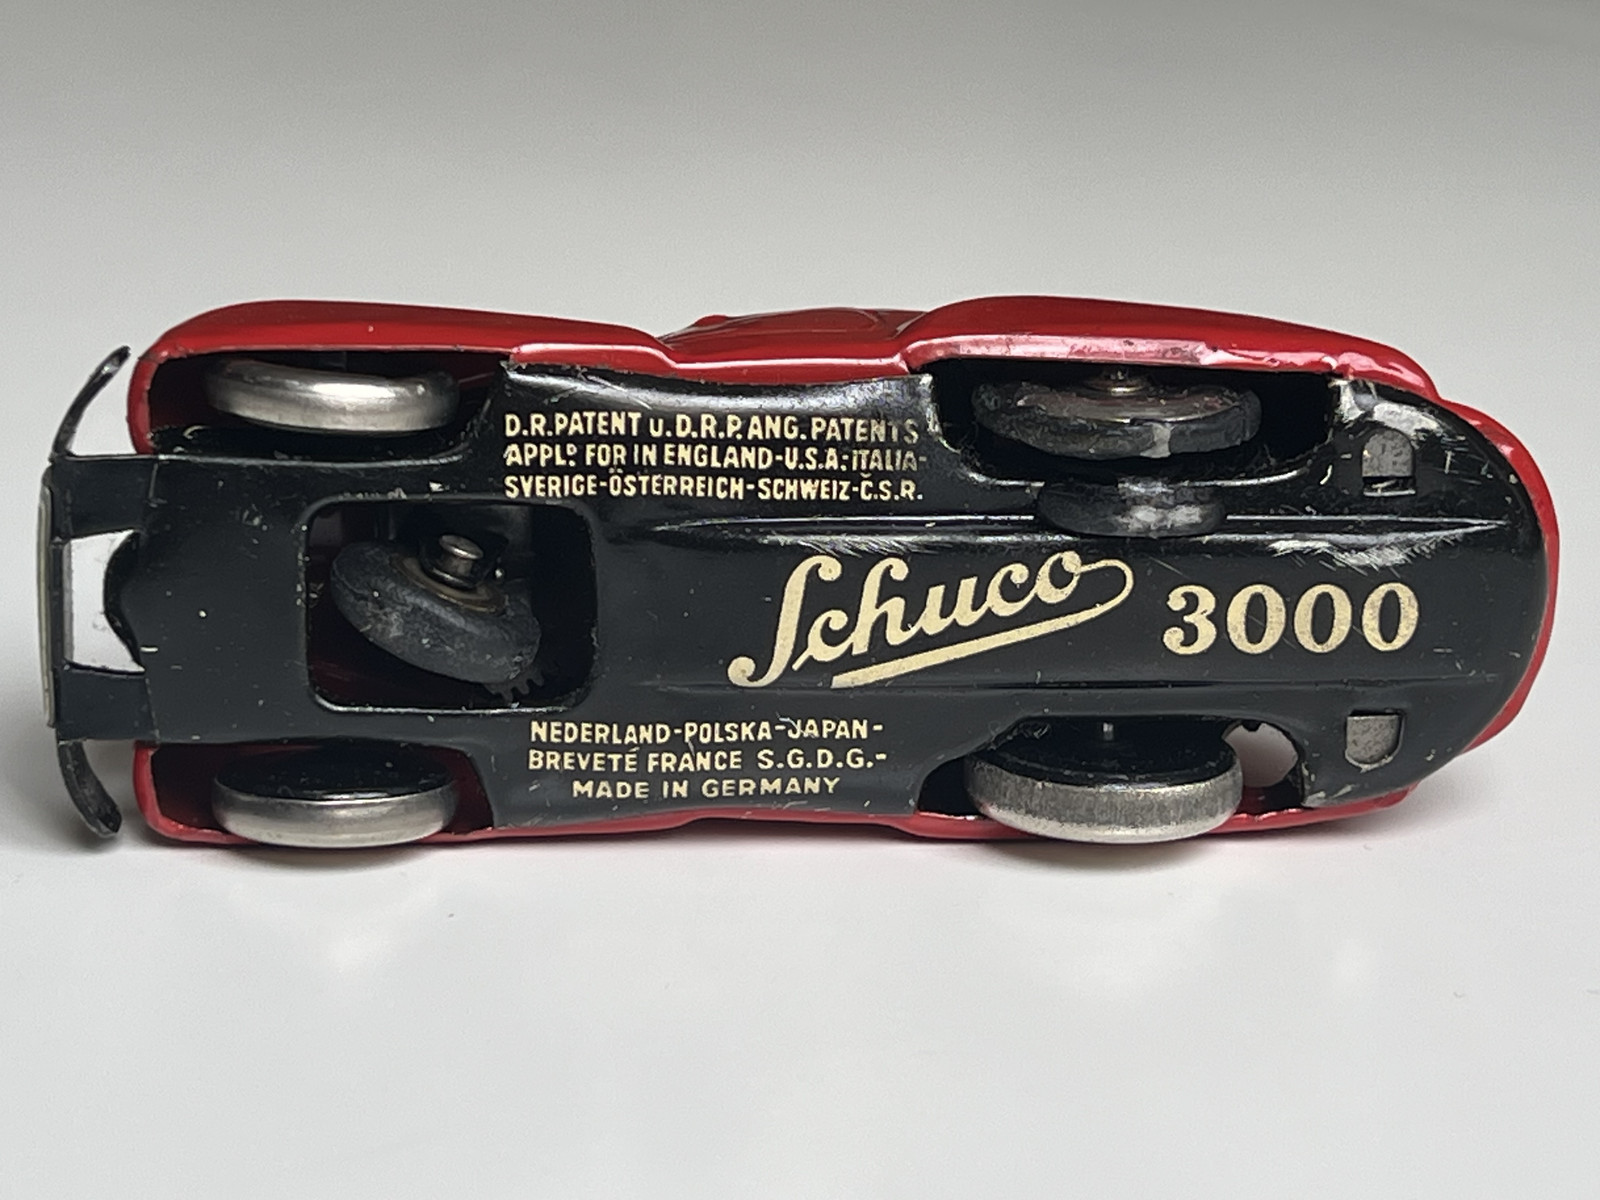 D.R.PATENT u.D.R.P. ANG. PATENTS
APPLD FOR IN ENGLAND-U.S.A.-ITALIA-
SVERIGE-ÖSTERREICH-SCHWEIZ-Č.S.R.
Schuco 3000
NEDERLAND-POLSKA-JAPAN-
BREVETÉ FRANCE S.G.D.G.-
MADE IN GERMANY